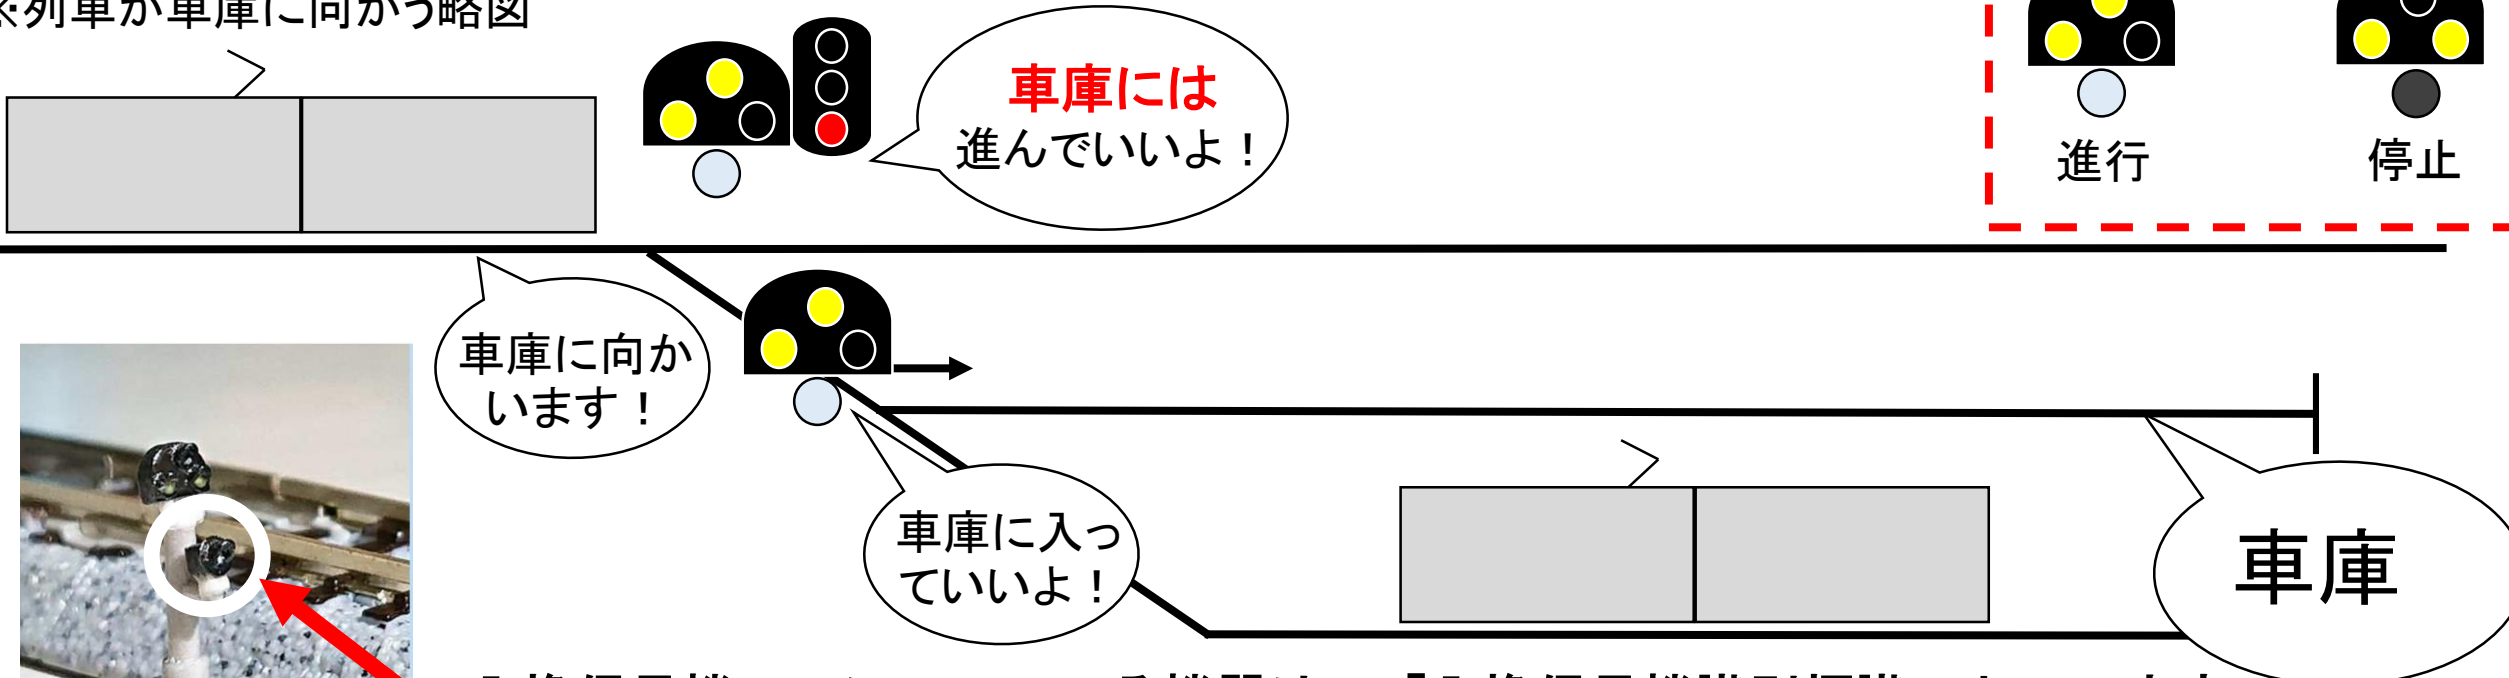 ※列車が車庫に向かう略図
車庫には
進んでいいよ！
進行
停止
車庫に向か
います！
車庫に入っ
ていいよ！
車庫